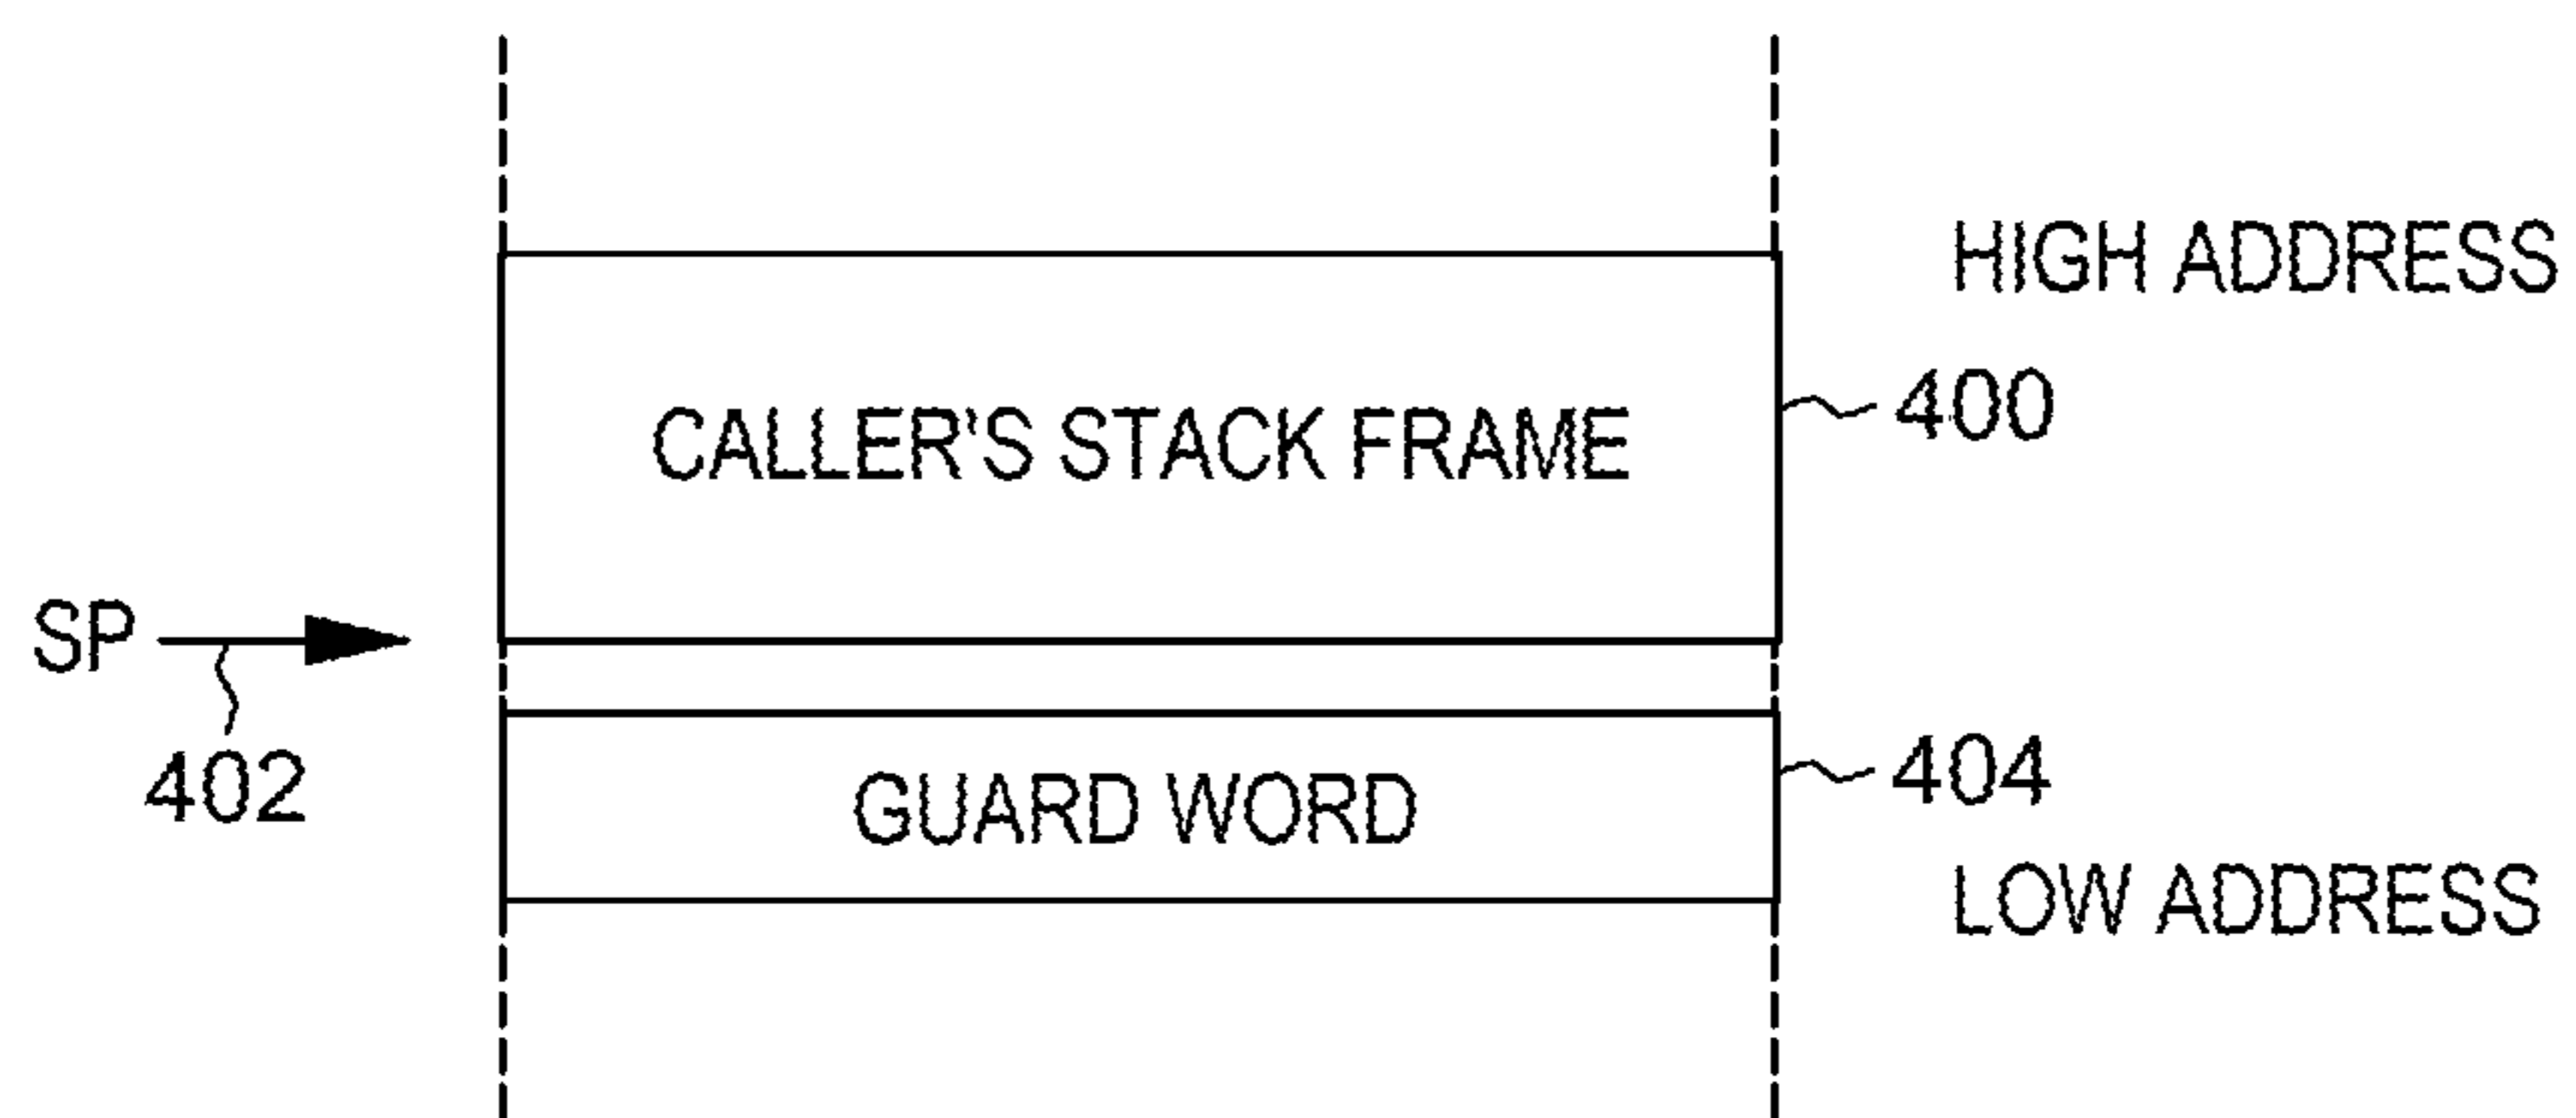 HIGH ADDRESS
400
CALLER'S STACK FRAME
SP
402
404
GUARD WORD
LOW ADDRESS